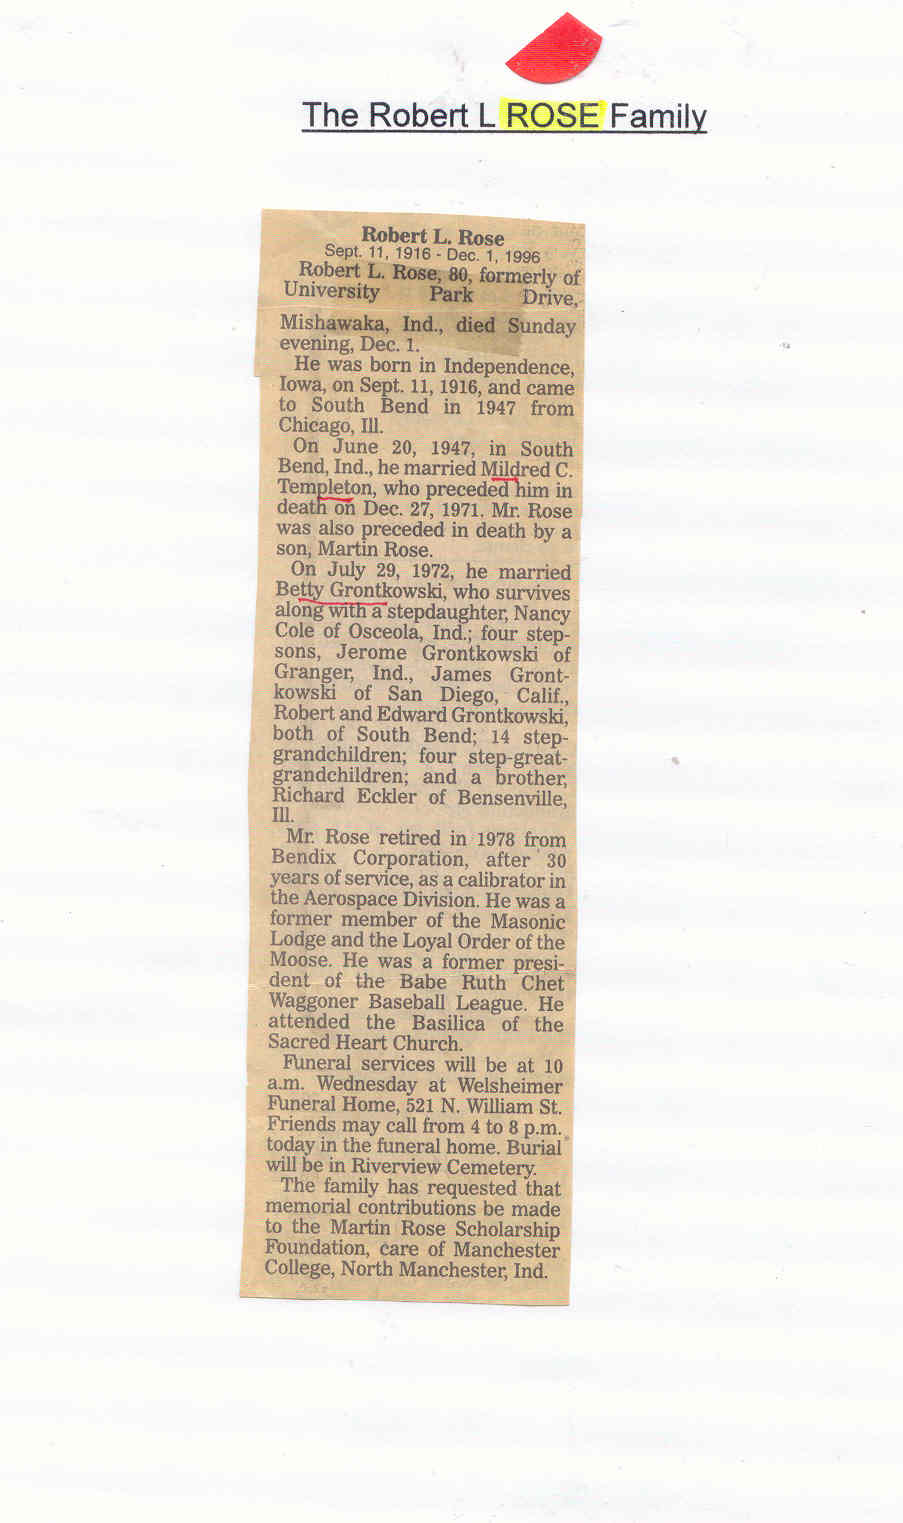 The Robert L ROSE Family
Robert L. Rose
Sept. 11, 1916 - Dec. 1, 1996
Robert L. Rose, 80, formerly of
University Park Drive,
Mishawaka, Ind., died Sunday
evening, Dec. 1.
He was born in Independence,
Iowa, on Sept. 11, 1916, and came
to South Bend in 1947 from
Chicago, Ill.
On June 20, 1947, in South
Bend, Ind., he married Mildred C.
Templeton, who preceded him in
death on Dec. 27, 1971. Mr. Rose
was also preceded in death by a
son, Martin Rose.
On July 29, 1972, he married
Betty Grontkowski, who survives
along with a stepdaughter, Nancy
Cole of Osceola, Ind.; four step-
sons, Jerome Grontkowski of
Granger, Ind., James Gront-
kowski of San Diego, Calif.,
Robert and Edward Grontkowski,
both of South Bend; 14 step-
grandchildren; four step-great-
grandchildren; and a brother,
Richard Eckler of Bensenville,
Ill.
Mr. Rose retired in 1978 from
Bendix Corporation, after 30
years of service, as a calibrator in
the Aerospace Division. He was a
former member of the Masonic
Lodge and the Loyal Order of the
Moose. He was a former presi-
dent of the Babe Ruth Chet
Waggoner Baseball League. He
attended the Basilica of the
Sacred Heart Church.
Funeral services will be at 10
a.m. Wednesday at Welsheimer
Funeral Home, 521 N. William St.
Friends may call from 4 to 8 p.m.
today in the funeral home. Burial
will be in Riverview Cemetery.
The family has requested that
memorial contributions be made
to the Martin Rose Scholarship
Foundation, care of Manchester
College, North Manchester, Ind.